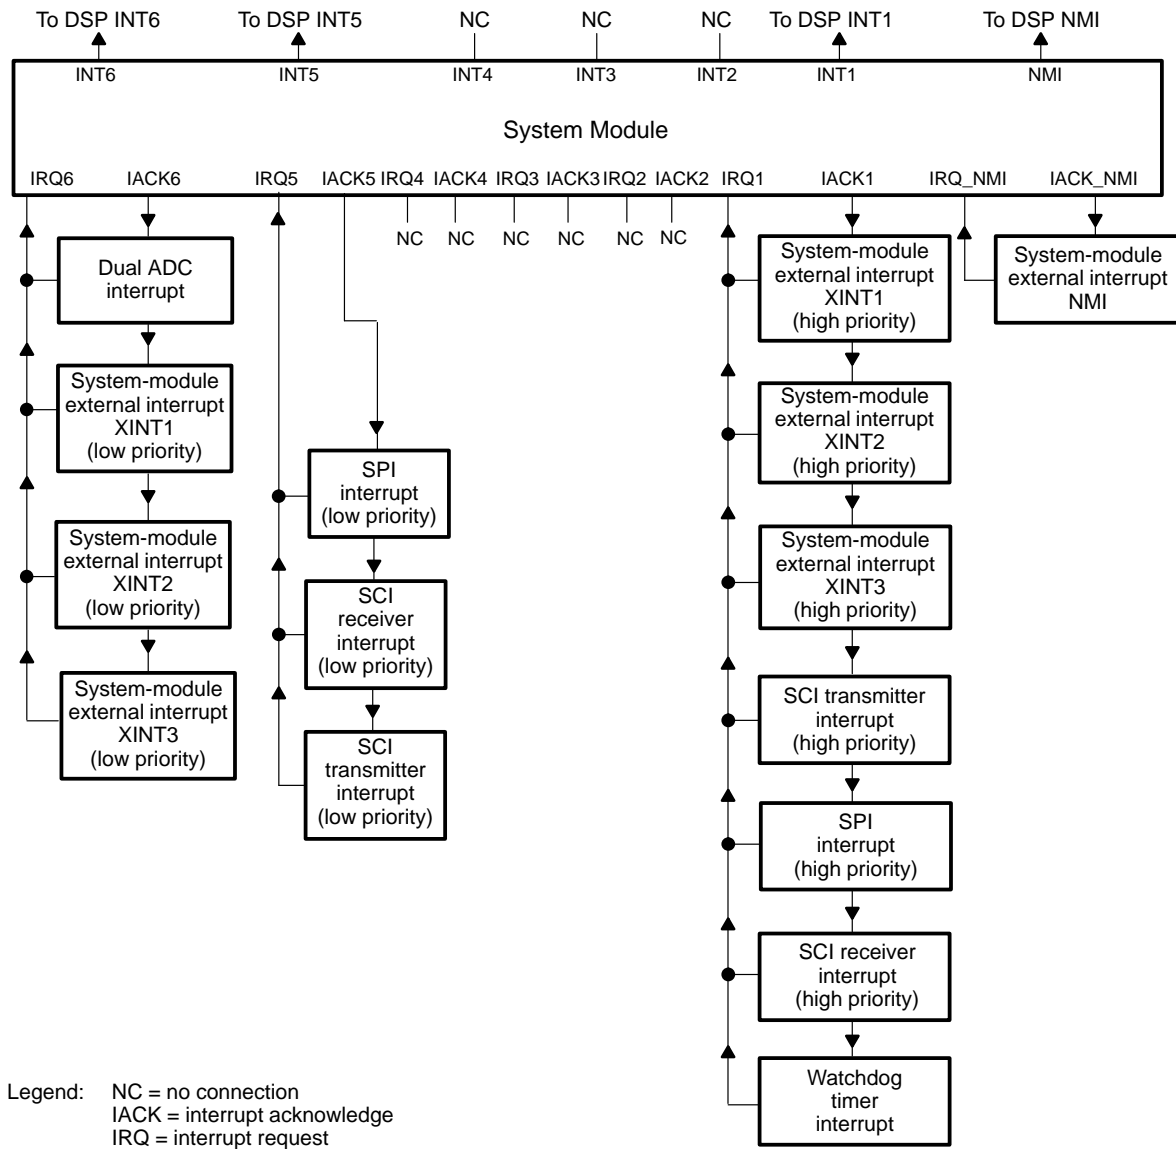 To DSP INT6 To DSP INT5 NC NC NC To DSP INT1 To DSP NMI
INT6 INT5 INT4 INT3 INT2 INT1 NMI
System Module
IRQ6 IACK6 IRQ5 IACK5 IRQ4 IACK4 IRQ3 IACK3 IRQ2 IACK2 IRQ1 IACK1 IRQ_NMI IACK_NMI
NC NC NC NC NC NC
Dual ADC
interrupt
System-module
external interrupt
XINT1
(low priority)
System-module
external interrupt
XINT2
(low priority)
System-module
external interrupt
XINT3
(low priority)
SPI
interrupt
(low priority)
SCI
receiver
interrupt
(low priority)
SCI
transmitter
interrupt
(low priority)
System-module
external interrupt
XINT1
(high priority)
System-module
external interrupt
XINT2
(high priority)
System-module
external interrupt
XINT3
(high priority)
SCI transmitter
interrupt
(high priority)
SPI
interrupt
(high priority)
SCI receiver
interrupt
(high priority)
Watchdog
timer
interrupt
System-module
external interrupt
NMI
Legend: NC = no connection
IACK = interrupt acknowledge
IRQ = interrupt request